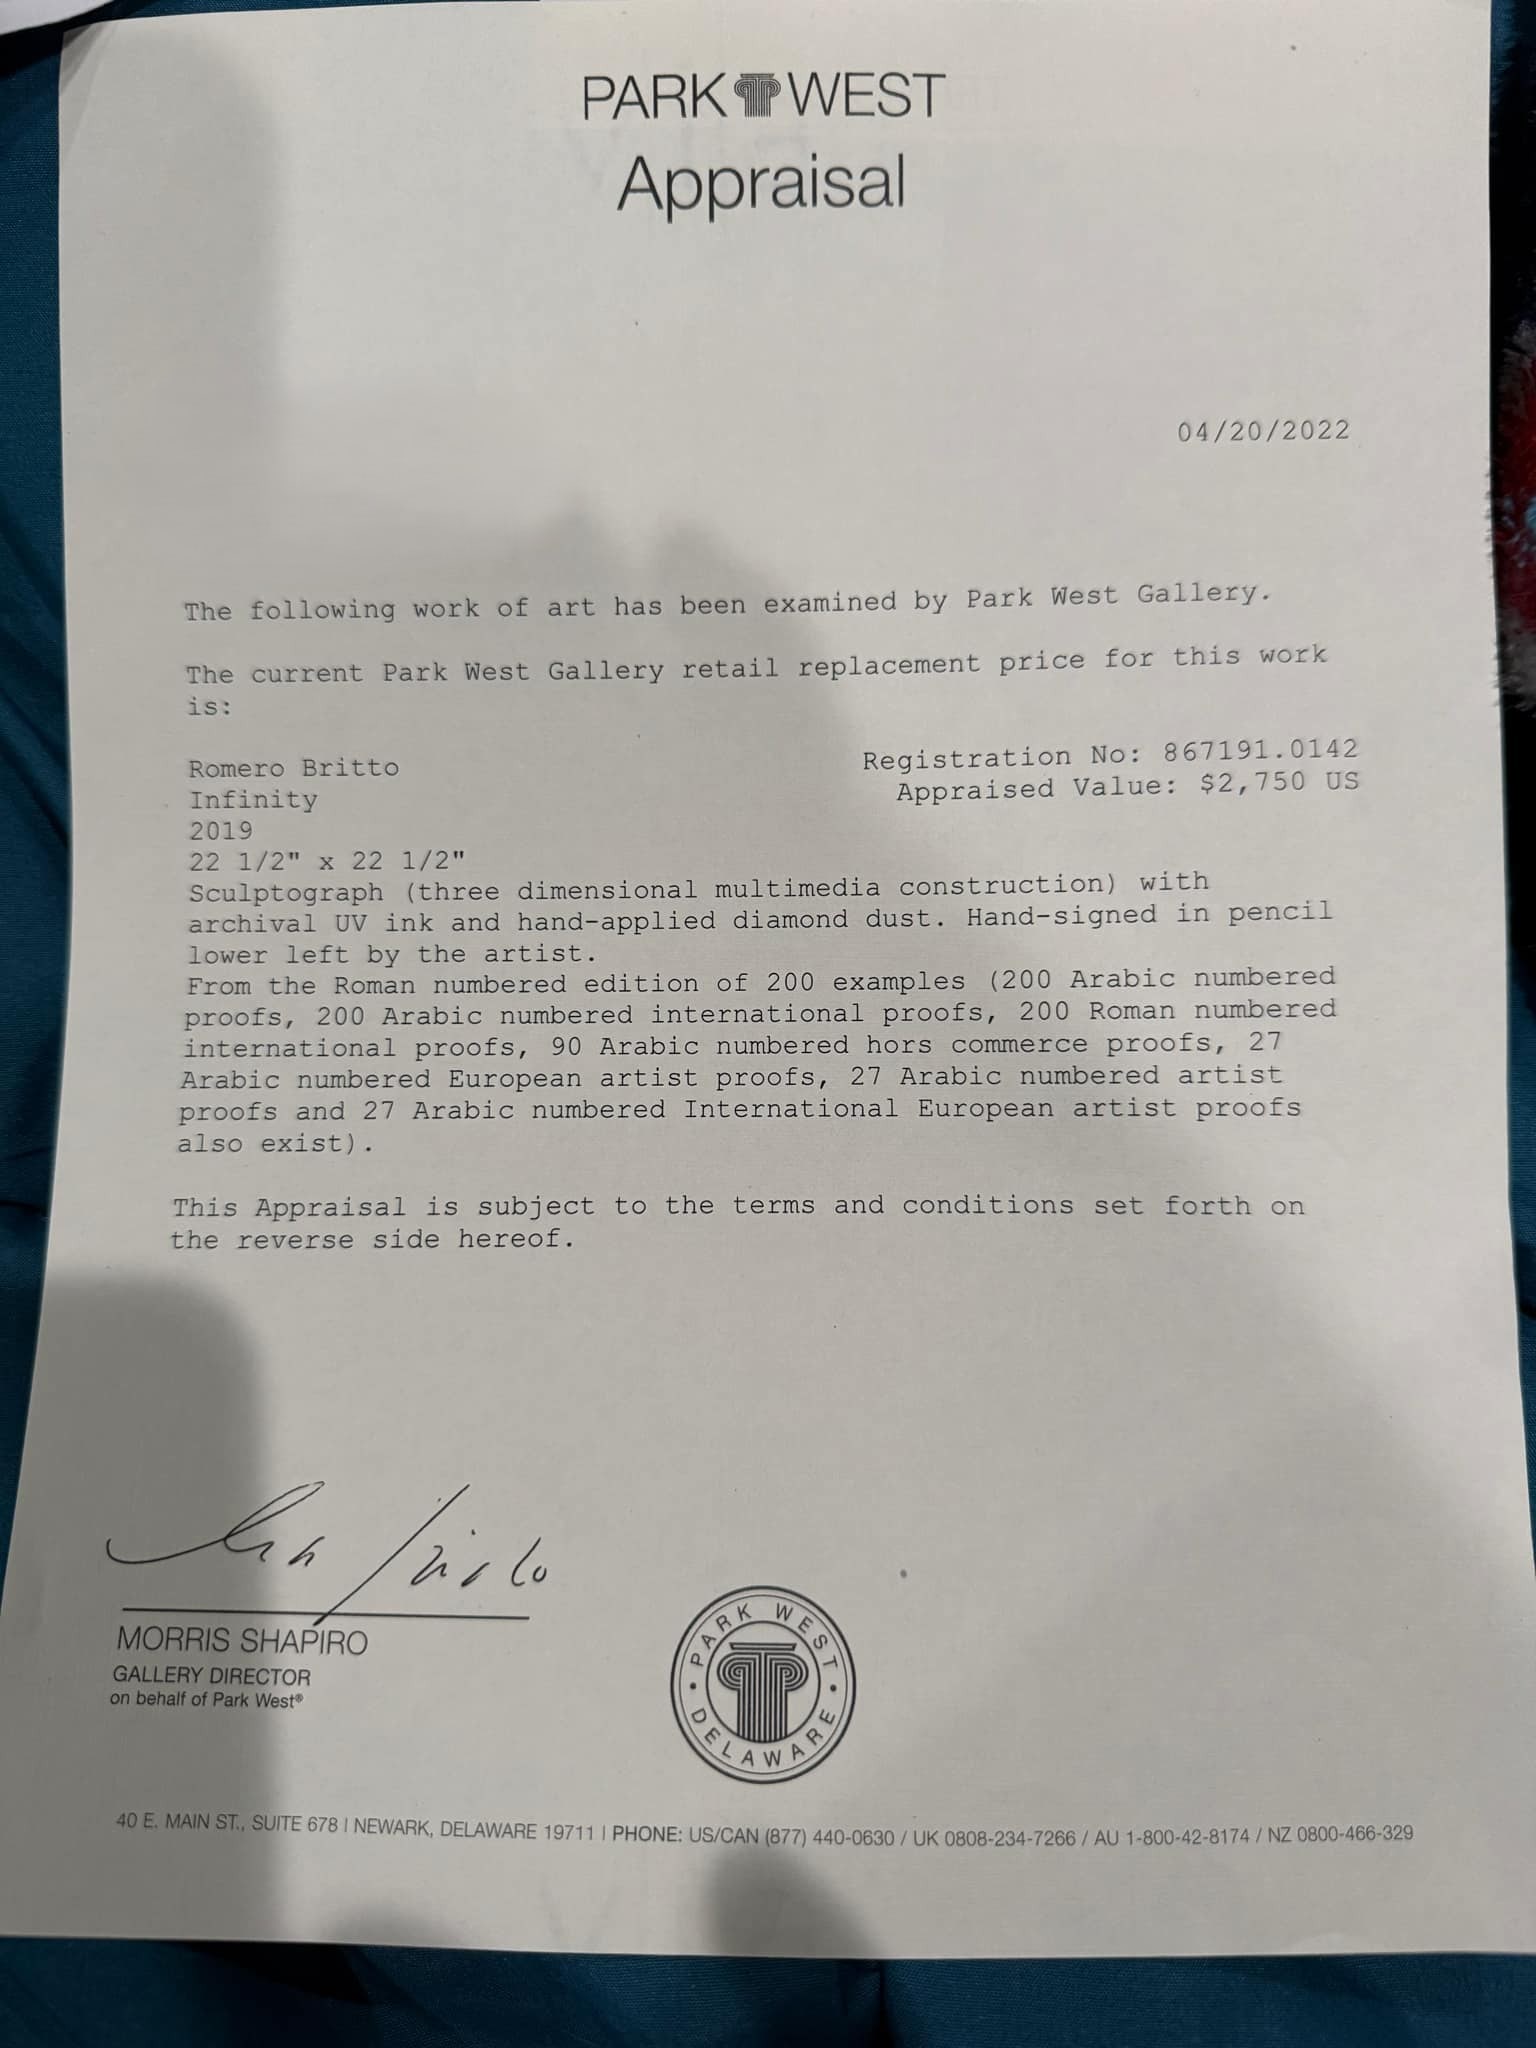 PARK WEST
Appraisal
04/20/2022
The following work of art has been examined by Park West Gallery.
The current Park West Gallery retail replacement price for this work
is:
Romero Britto
Registration No: 867191.0142
Infinity
Appraised Value: $2,750 US
2019
22 1/2" x 22 1/2"
Sculptograph (three dimensional multimedia construction) with
archival UV ink and hand-applied diamond dust. Hand-signed in pencil
lower left by the artist.
From the Roman numbered edition of 200 examples (200 Arabic numbered
proofs, 200 Arabic numbered international proofs, 200 Roman numbered
international proofs, 90 Arabic numbered hors commerce proofs, 27
Arabic numbered European artist proofs, 27 Arabic numbered artist
proofs and 27 Arabic numbered International European artist proofs
also exist).
This Appraisal is subject to the terms and conditions set forth on
the reverse side hereof.
MORRIS SHAPIRO
GALLERY DIRECTOR
on behalf of Park West®
PARK WEST
DELAWARE
40 E. MAIN ST., SUITE 678 | NEWARK, DELAWARE 19711 | PHONE: US/CAN (877) 440-0630 / UK 0808-234-7266 / AU 1-800-42-8174 / NZ 0800-466-329